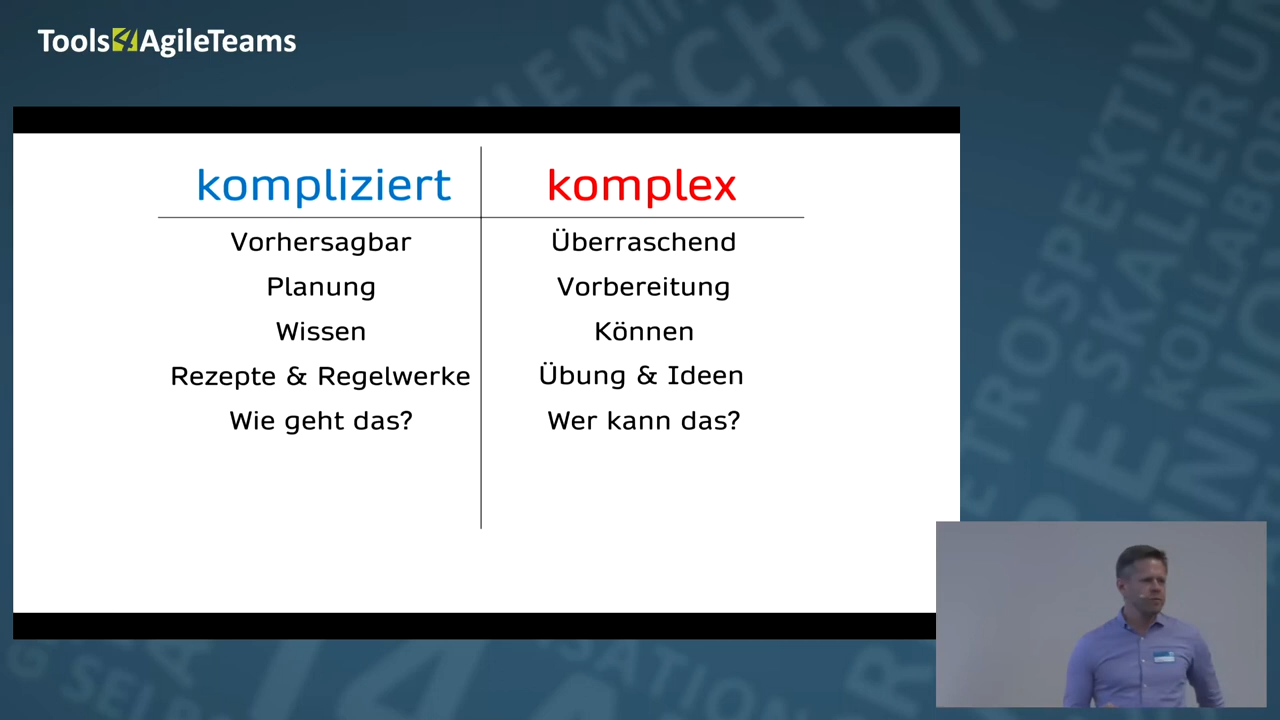 Tools4AgileTeams
kompliziert
komplex
Vorhersagbar
Überraschend
Planung
Vorbereitung
Wissen
Können
Rezepte & Regelwerke
Übung & Ideen
Wie geht das?
Wer kann das?